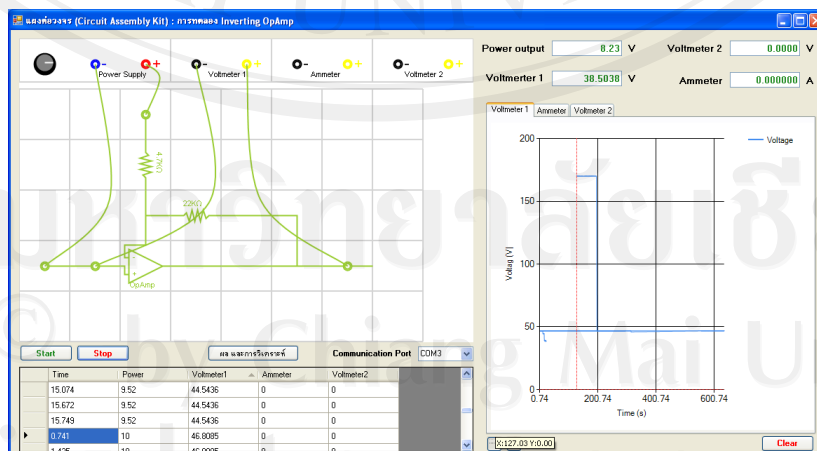 แผงต่อวงจร (Circuit Assembly Kit) : การทดลอง Inverting OpAmp
- + - + - + - +
Power Supply Voltmeter 1 Ammeter Voltmeter 2
4.7KΩ
22KΩ
-
+
OpAmp
Start Stop ผล และการวิเคราะห์ Communication Port COM3
Time Power Voltmeter1 Ammeter Voltmeter2
15.074 9.52 44.5436 0 0
15.672 9.52 44.5436 0 0
15.749 9.52 44.5436 0 0
0.741 10 46.8085 0 0
Power output 8.23 V Voltmeter 2 0.0000 V
Voltmerter 1 38.5038 V Ammeter 0.000000 A
Voltmeter 1 Ammeter Voltmeter 2
Voltage
200
150
100
50
0
Voltag (V)
0.74 200.74 400.74 600.74
Time (s)
X:127.03 Y:0.00
Clear
by Chiang Mai U